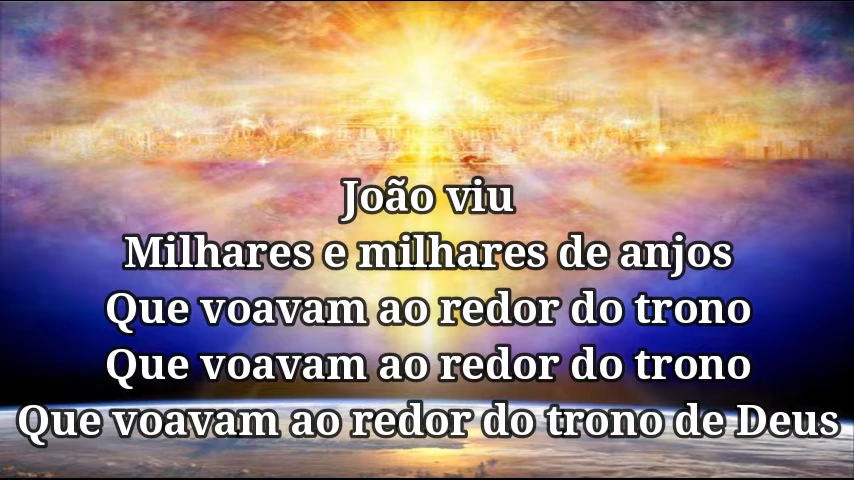 João viu
Milhares e milhares de anjos
Que voavam ao redor do trono
Que voavam ao redor do trono
Que voavam ao redor do trono de Deus